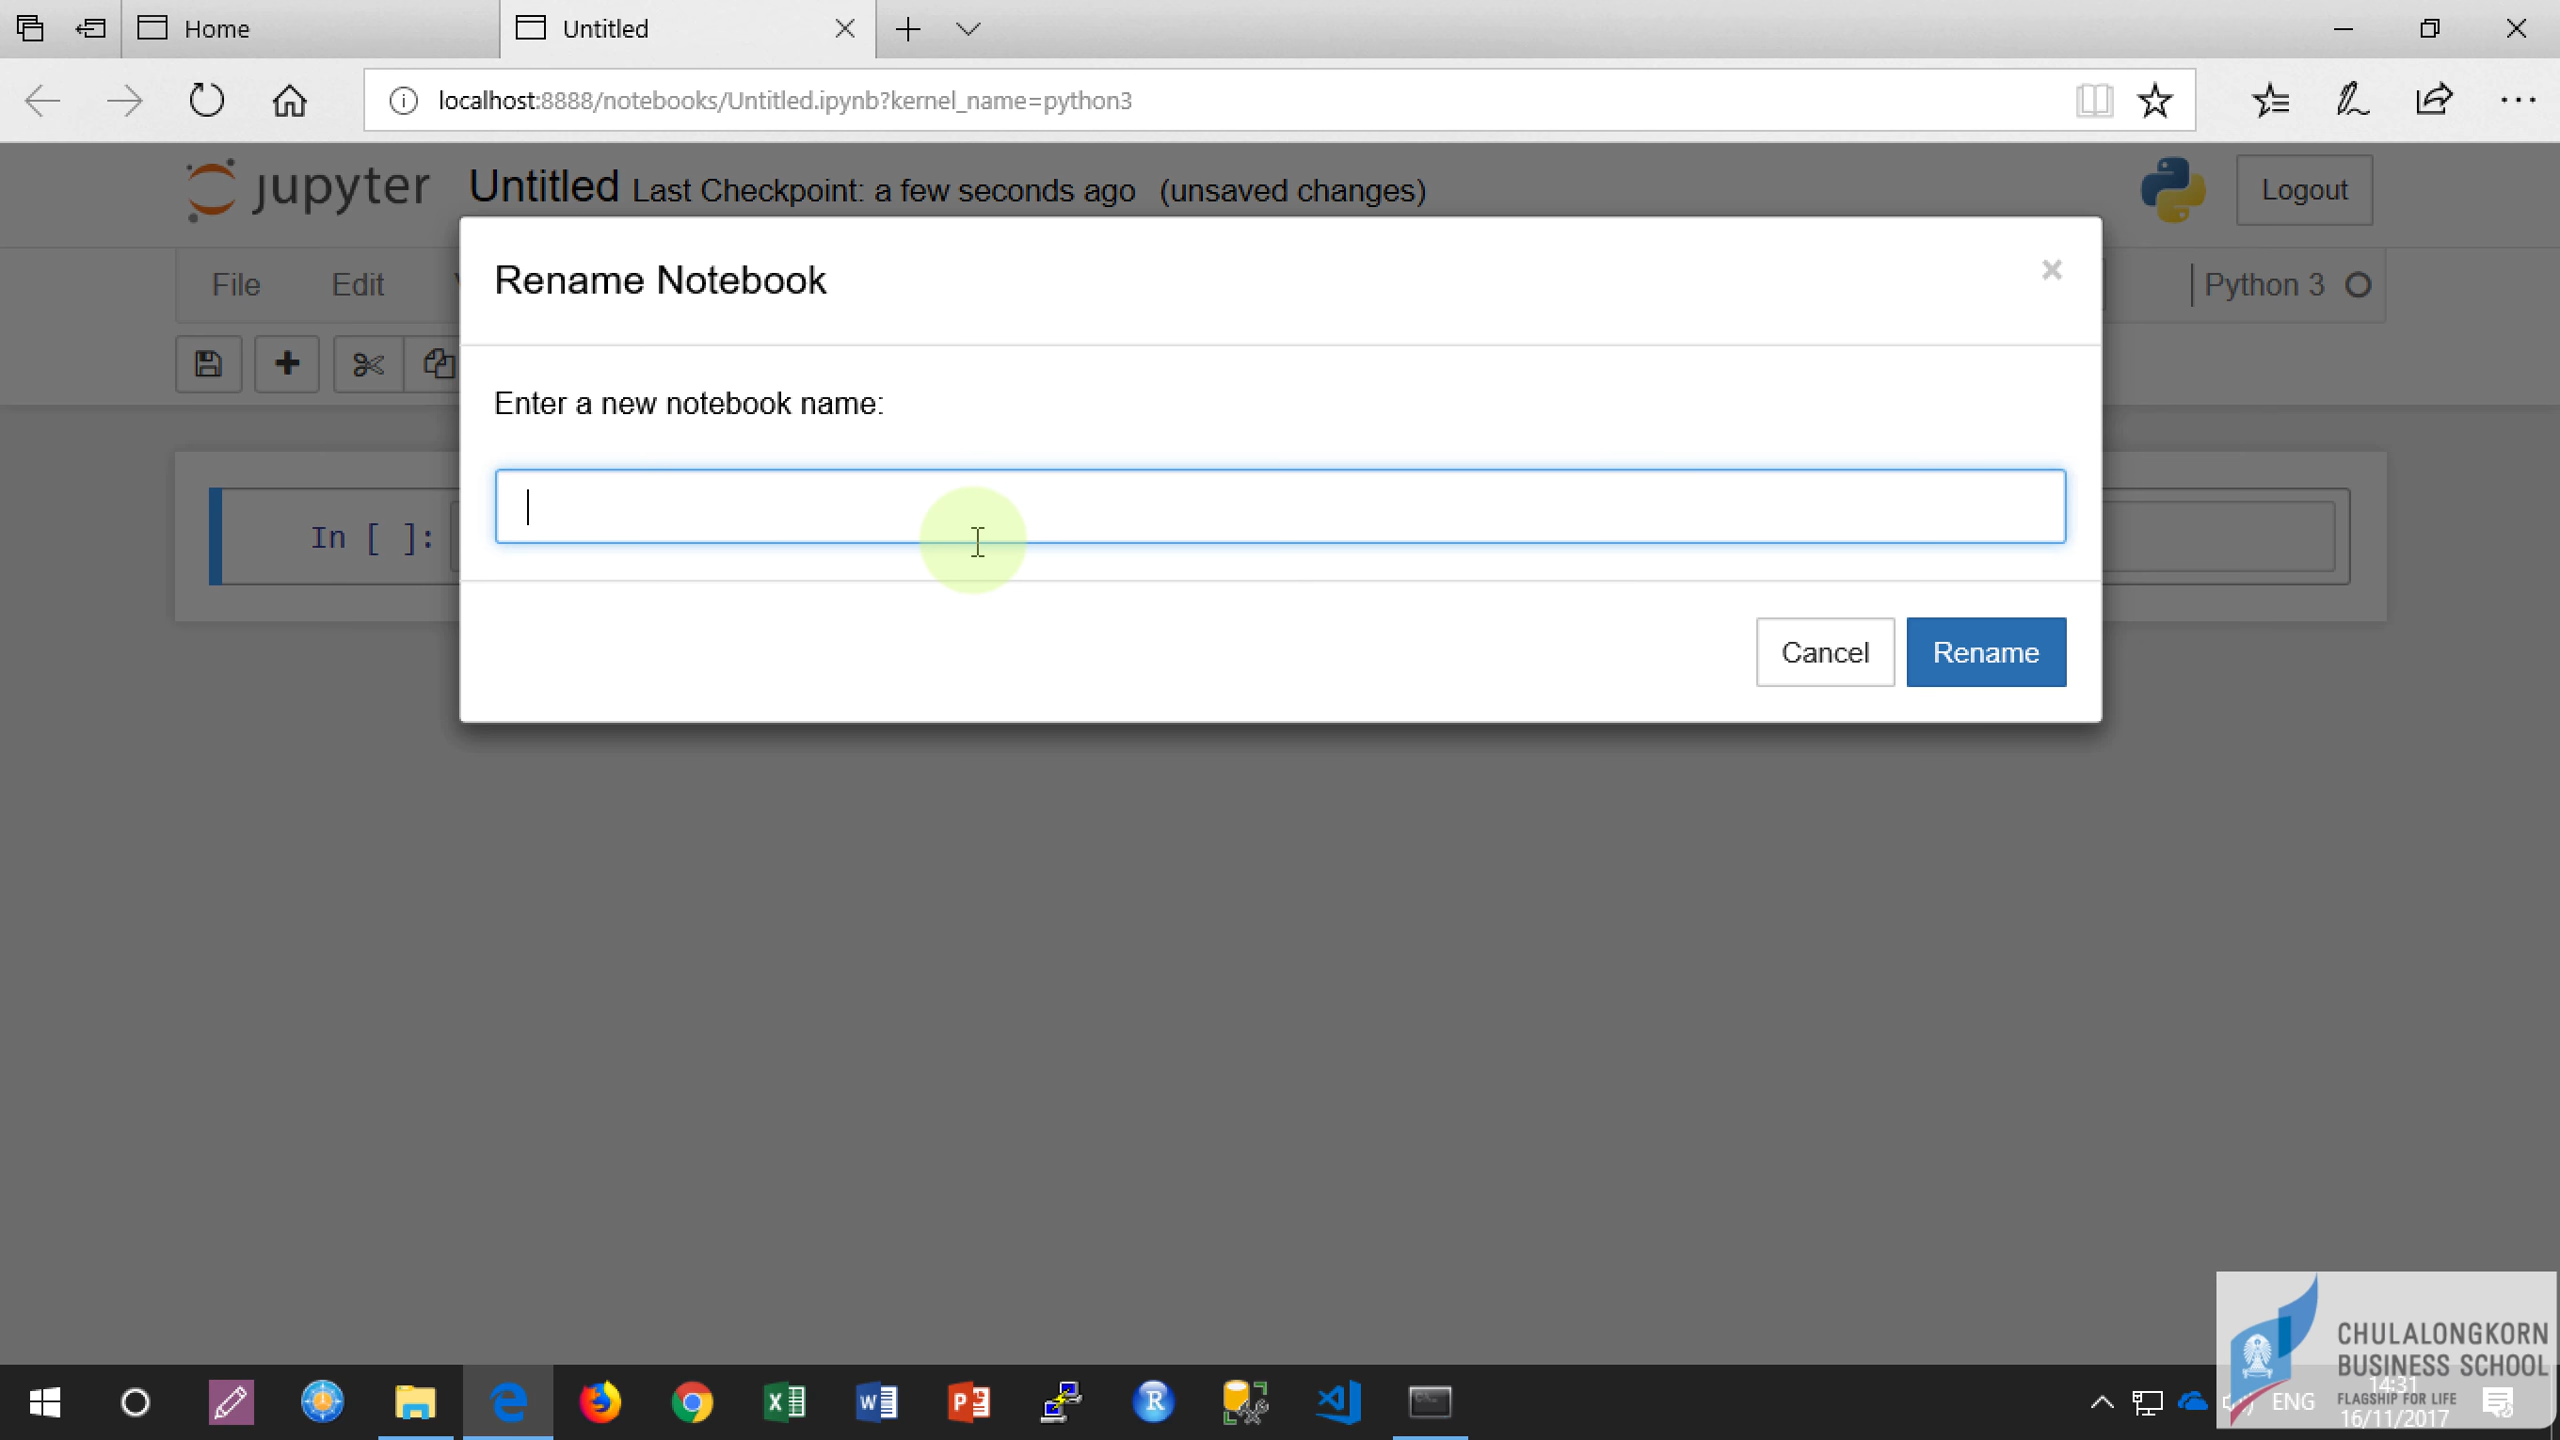 Home
Untitled
localhost:8888/notebooks/Untitled.ipynb?kernel_name=python3
jupyter Untitled Last Checkpoint: a few seconds ago (unsaved changes)
Logout
File Edit
Python 3
Rename Notebook
Enter a new notebook name:
In [ ]:
Cancel Rename
CHULALONGKORN
BUSINESS SCHOOL
FLAGSHIP FOR LIFE
ENG
14:31
16/11/2017